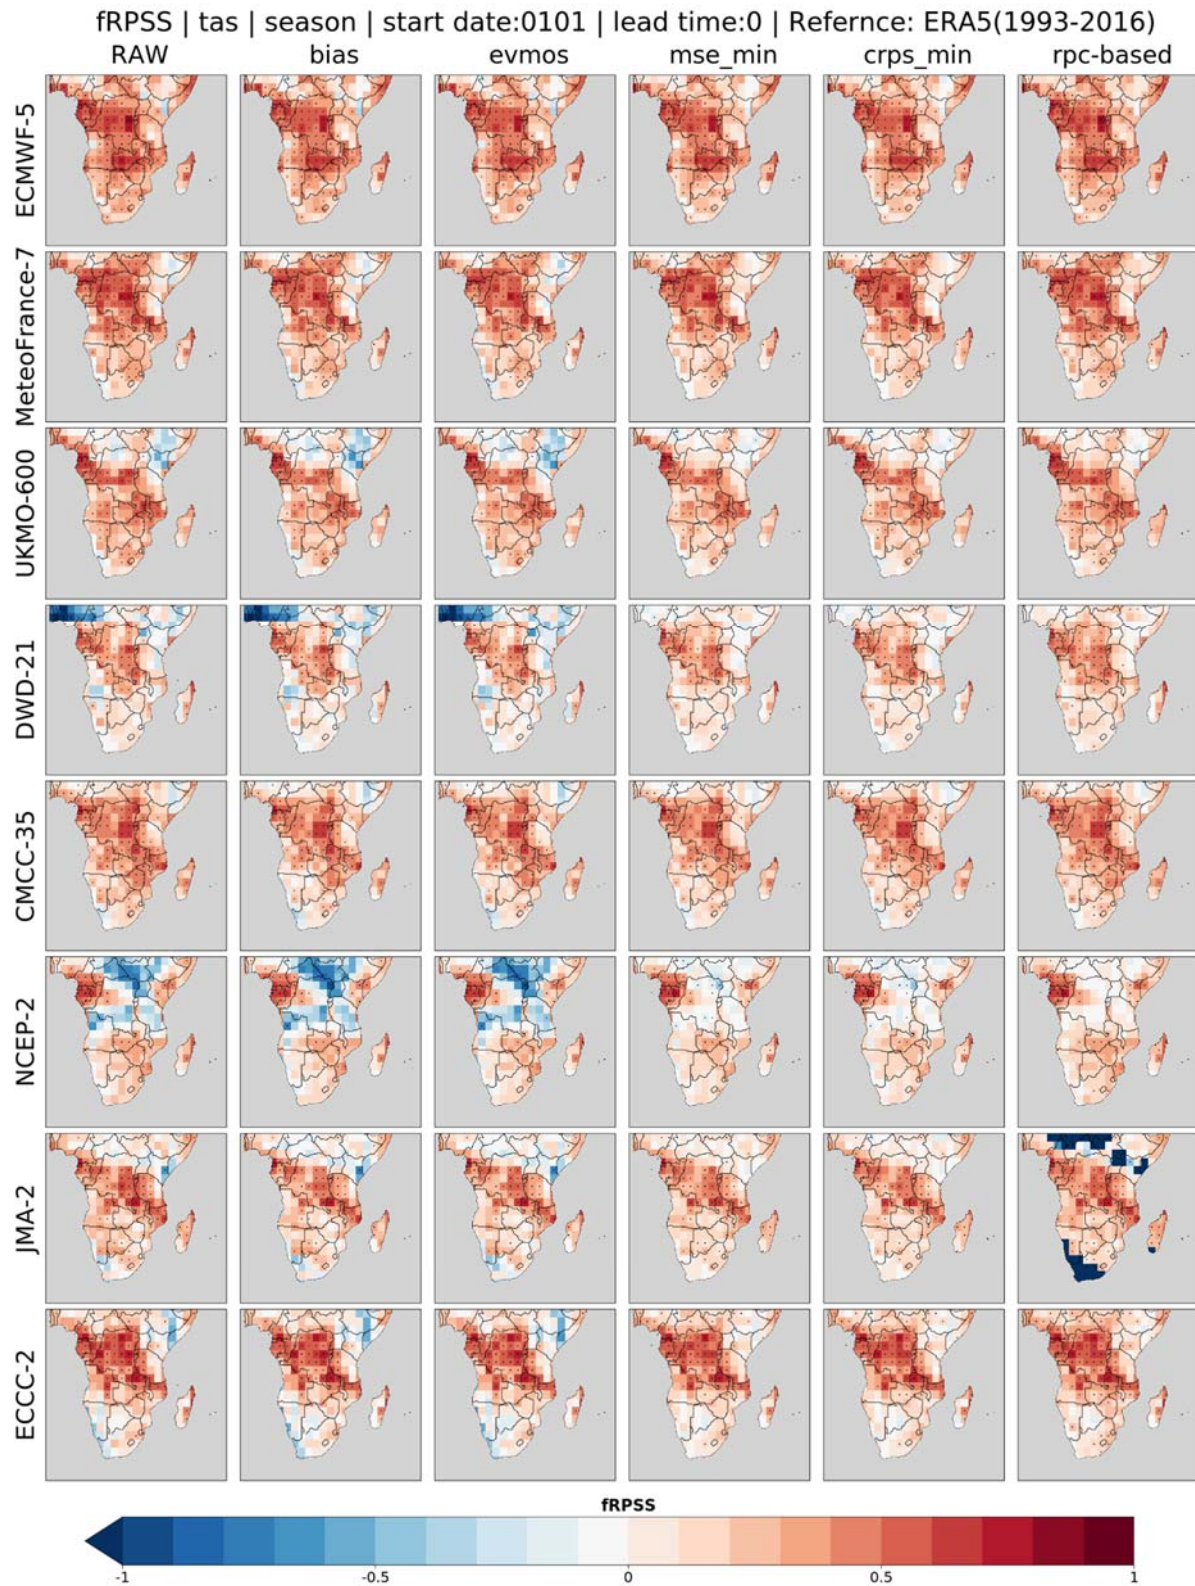 fRPSS | tas | season | start date:0101 | lead time:0 | Refernce: ERA5(1993-2016)
RAW bias evmos mse_min crps_min rpc-based
ECMWF-5
MeteoFrance-7
UKMO-600
DWD-21
CMCC-35
NCEP-2
JMA-2
ECCC-2
fRPSS
-1 -0.5 0 0.5 1